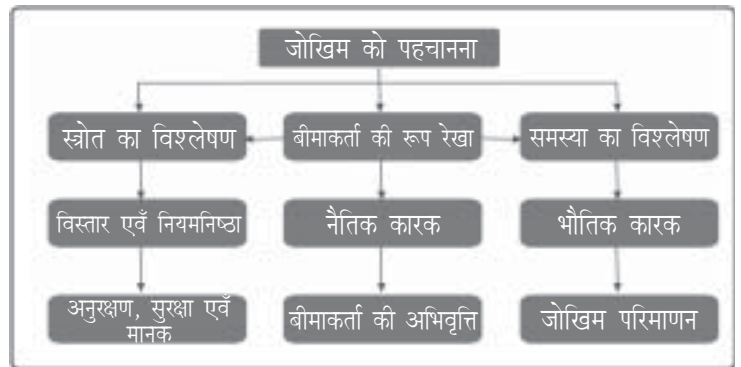 जोखिम को पहचानना
स्त्रोत का विश्लेषण
बीमाकर्ता की रूप रेखा
समस्या का विश्लेषण
विस्तार एवँ नियमनिष्ठा
नैतिक कारक
भौतिक कारक
अनुरक्षण, सुरक्षा एवँ
मानक
बीमाकर्ता की अभिवृत्ति
जोखिम परिमाणन